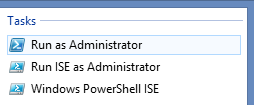 Tasks
Run as Administrator
Run ISE as Administrator
Windows PowerShell ISE